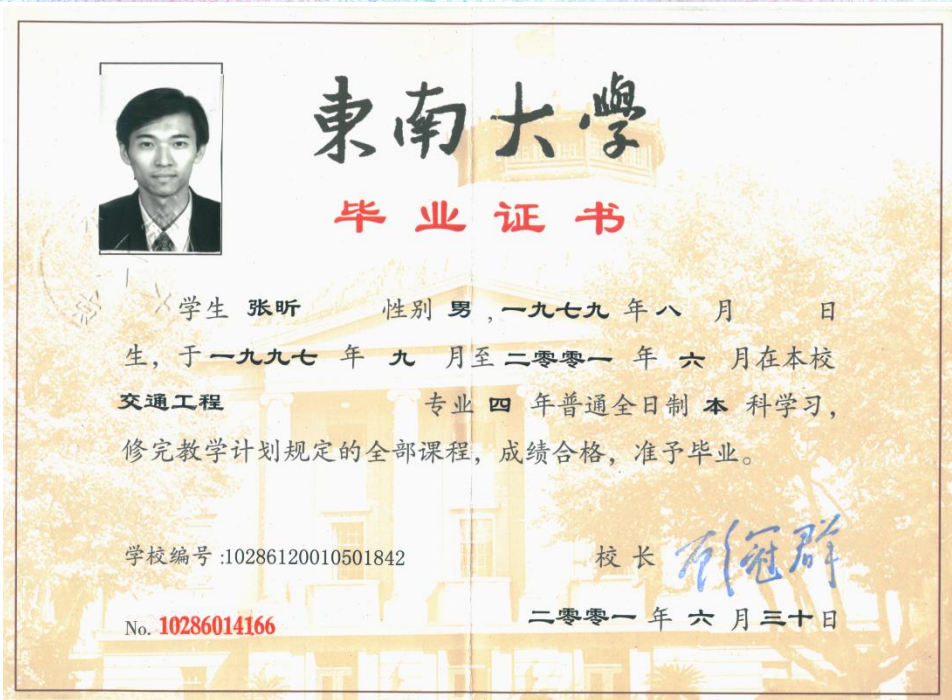 東南大學
毕业证书
学生 张昕 性别 男 ,一九七九 年 八 月 日
生，于 一九九七 年 九 月至 二零零一 年 六 月在本校
交通工程 专业 四 年普通全日制 本 科学习，
修完教学计划规定的全部课程，成绩合格，准予毕业。
学校编号:10286120010501842
校长 顾冠群
No. 10286014166
二零零一 年 六 月 三十 日